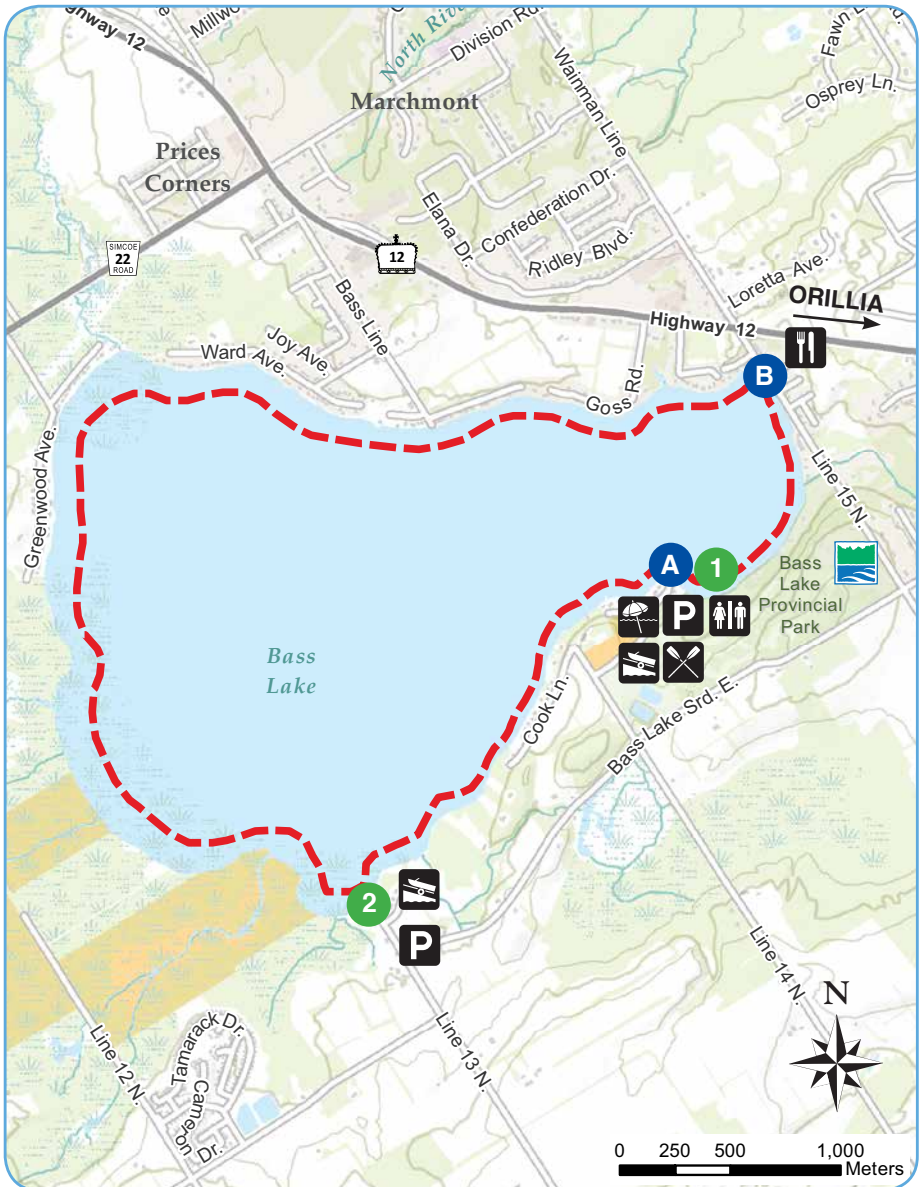 Highway 12
Millwo
North River
Division Rd.
Wainman Line
Fawn L
Rd.
Osprey Ln.
Marchmont
Prices
Corners
Elana Dr.
Confederation Dr.
Ridley Blvd.
SIMCOE
22
ROAD
12
Bass Line
Loretta Ave.
ORILLIA
Highway 12
Joy Ave.
Ward Ave.
Goss Rd.
B
Greenwood Ave.
Line 15 N.
A
1
Bass
Lake
Provincial
Park
P
Bass
Lake
Cook Ln.
Bass Lake Srd. E.
2
P
Line 14 N.
N
Line 12 N.
Tamarack Dr.
Cameron Dr.
Line 13 N.
0 250 500 1,000
Meters